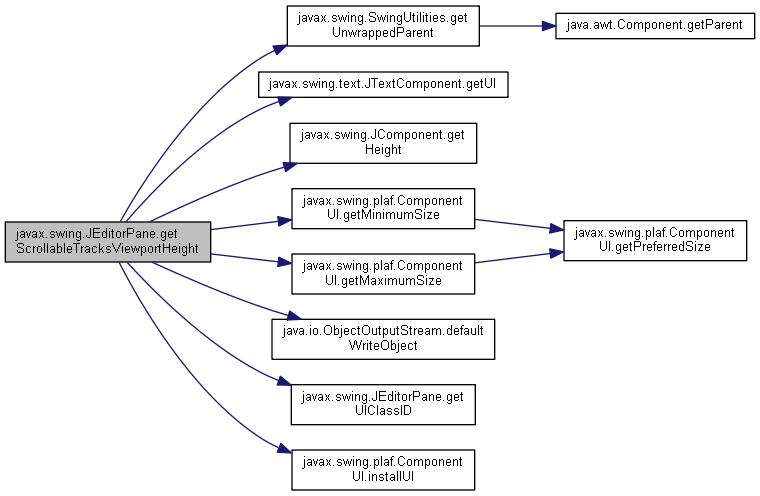 javax.swing.SwingUtilities.get
UnwrappedParent
java.awt.Component.getParent
javax.swing.text.JTextComponent.getUI
javax.swing.JComponent.get
Height
javax.swing.plaf.Component
UI.getMinimumSize
javax.swing.JEditorPane.get
ScrollableTracksViewportHeight
javax.swing.plaf.Component
UI.getPreferredSize
javax.swing.plaf.Component
UI.getMaximumSize
java.io.ObjectOutputStream.default
WriteObject
javax.swing.JEditorPane.get
UIClassID
javax.swing.plaf.Component
UI.installUI